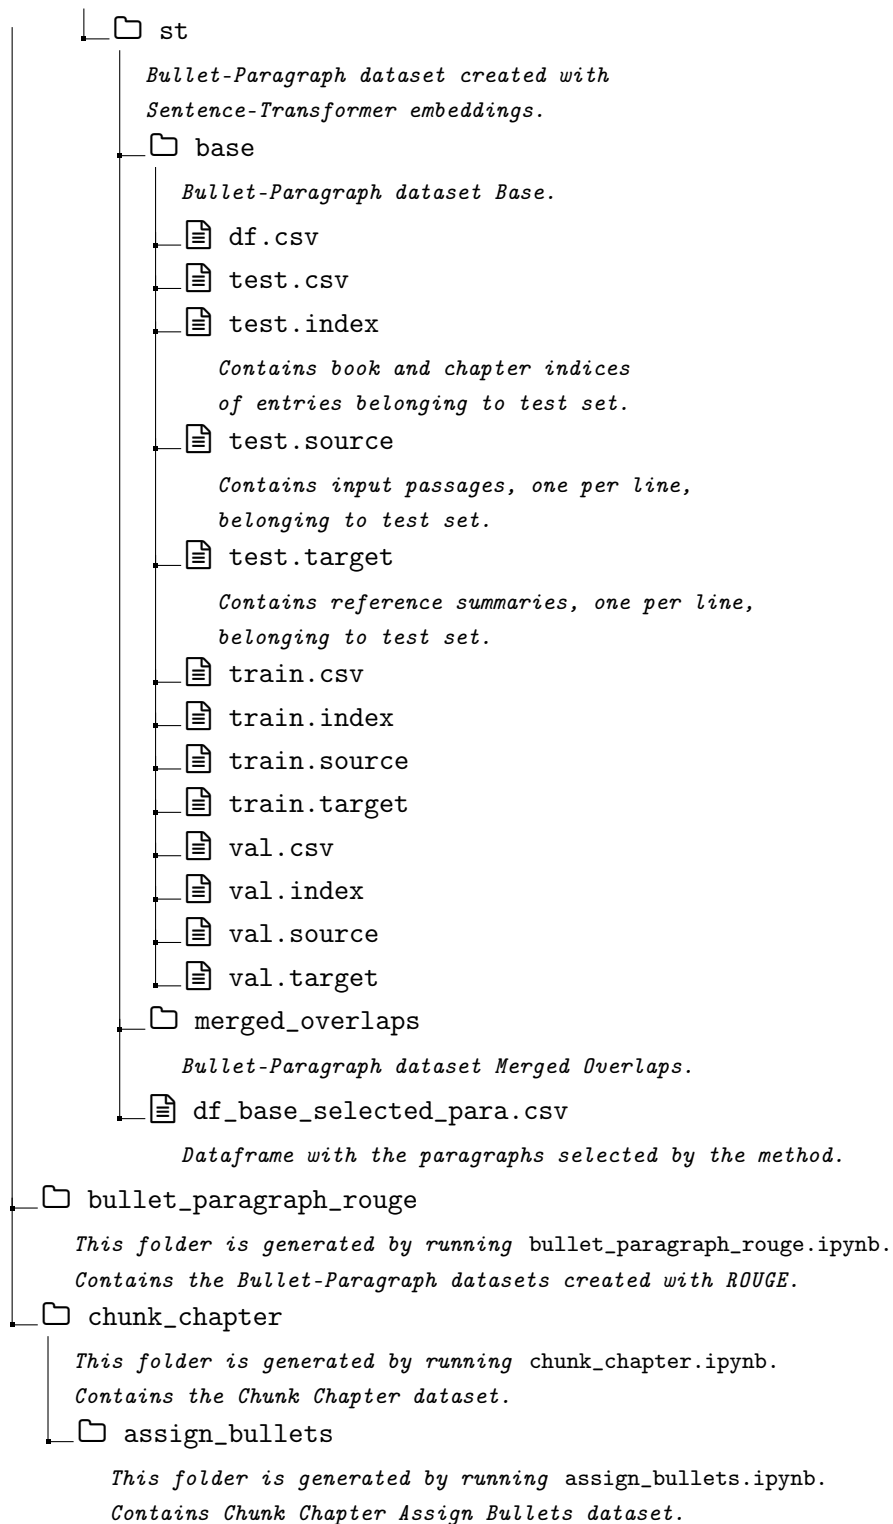 st
Bullet-Paragraph dataset created with
Sentence-Transformer embeddings.
base
Bullet-Paragraph dataset Base.
df.csv
test.csv
test.index
Contains book and chapter indices
of entries belonging to test set.
test.source
Contains input passages, one per line,
belonging to test set.
test.target
Contains reference summaries, one per line,
belonging to test set.
train.csv
train.index
train.source
train.target
val.csv
val.index
val.source
val.target
merged_overlaps
Bullet-Paragraph dataset Merged Overlaps.
df_base_selected_para.csv
Dataframe with the paragraphs selected by the method.
bullet_paragraph_rouge
This folder is generated by running bullet_paragraph_rouge.ipynb.
Contains the Bullet-Paragraph datasets created with ROUGE.
chunk_chapter
This folder is generated by running chunk_chapter.ipynb.
Contains the Chunk Chapter dataset.
assign_bullets
This folder is generated by running assign_bullets.ipynb.
Contains Chunk Chapter Assign Bullets dataset.